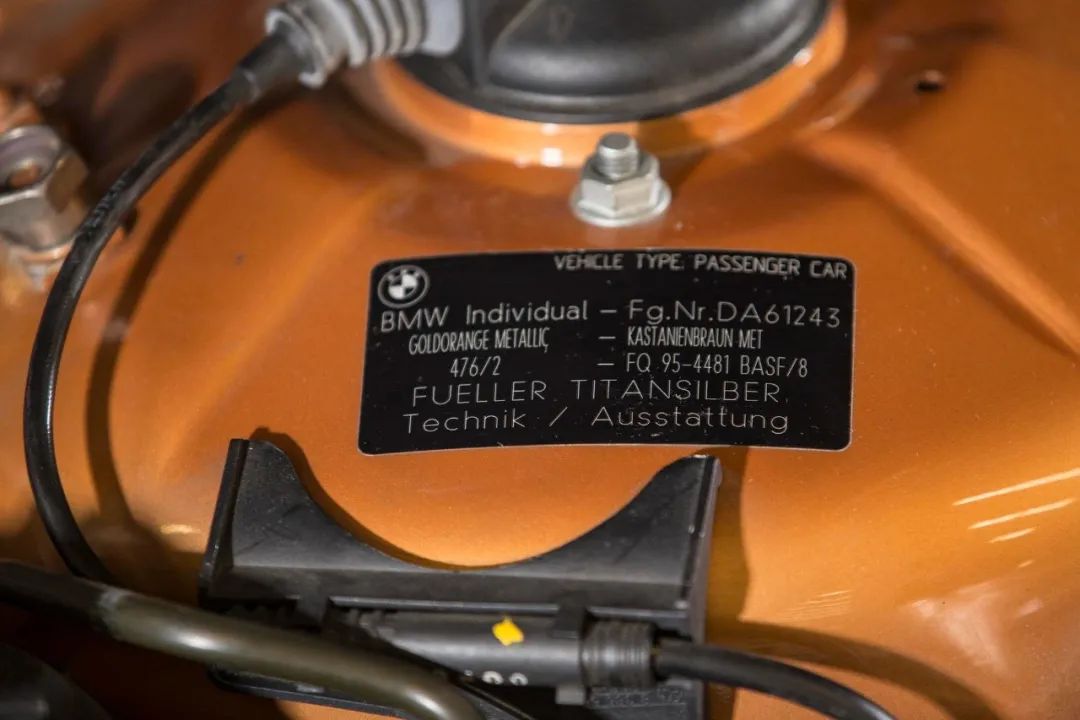 VEHICLE TYPE: PASSENGER CAR
BMW Individual – Fg.Nr.DA61243
GOLDORANGE METALLIC – KASTANIENBRAUN MET
476/2 – FQ 95-4481 BASF/8
FUELLER TITANSILBER
Technik / Ausstattung